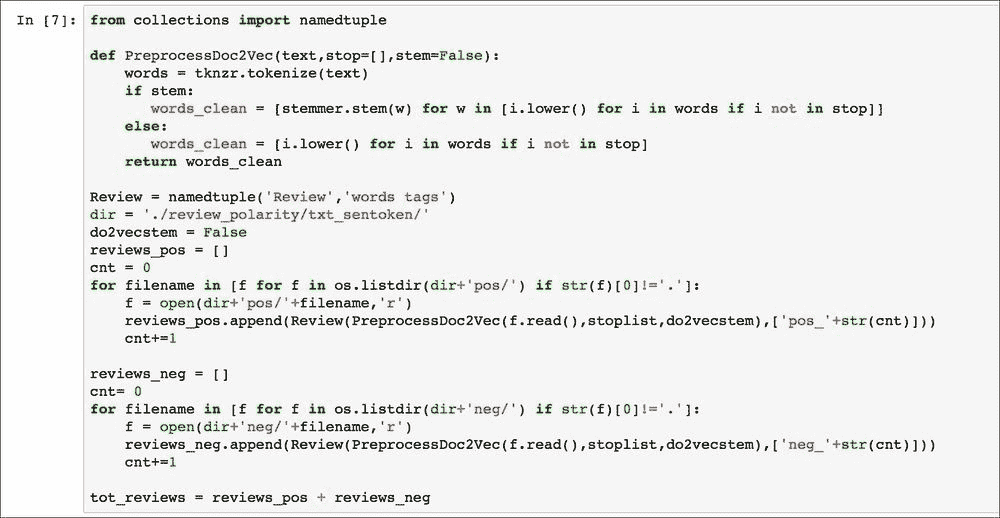 In [7]: from collections import namedtuple
def PreprocessDoc2Vec(text,stop=[],stem=False):
    words = tknzr.tokenize(text)
    if stem:
       words_clean = [stemmer.stem(w) for w in [i.lower() for i in words if i not in stop]]
    else:
       words_clean = [i.lower() for i in words if i not in stop]
    return words_clean
Review = namedtuple('Review','words tags')
dir = './review_polarity/txt_sentoken/'
do2vecstem = False
reviews_pos = []
cnt = 0
for filename in [f for f in os.listdir(dir+'pos/') if str(f)[0]!='.']:
    f = open(dir+'pos/'+filename,'r')
    reviews_pos.append(Review(PreprocessDoc2Vec(f.read(),stoplist,do2vecstem),['pos_'+str(cnt)]))
    cnt+=1
reviews_neg = []
cnt= 0
for filename in [f for f in os.listdir(dir+'neg/') if str(f)[0]!='.']:
    f = open(dir+'neg/'+filename,'r')
    reviews_neg.append(Review(PreprocessDoc2Vec(f.read(),stoplist,do2vecstem),['neg_'+str(cnt)]))
    cnt+=1
tot_reviews = reviews_pos + reviews_neg